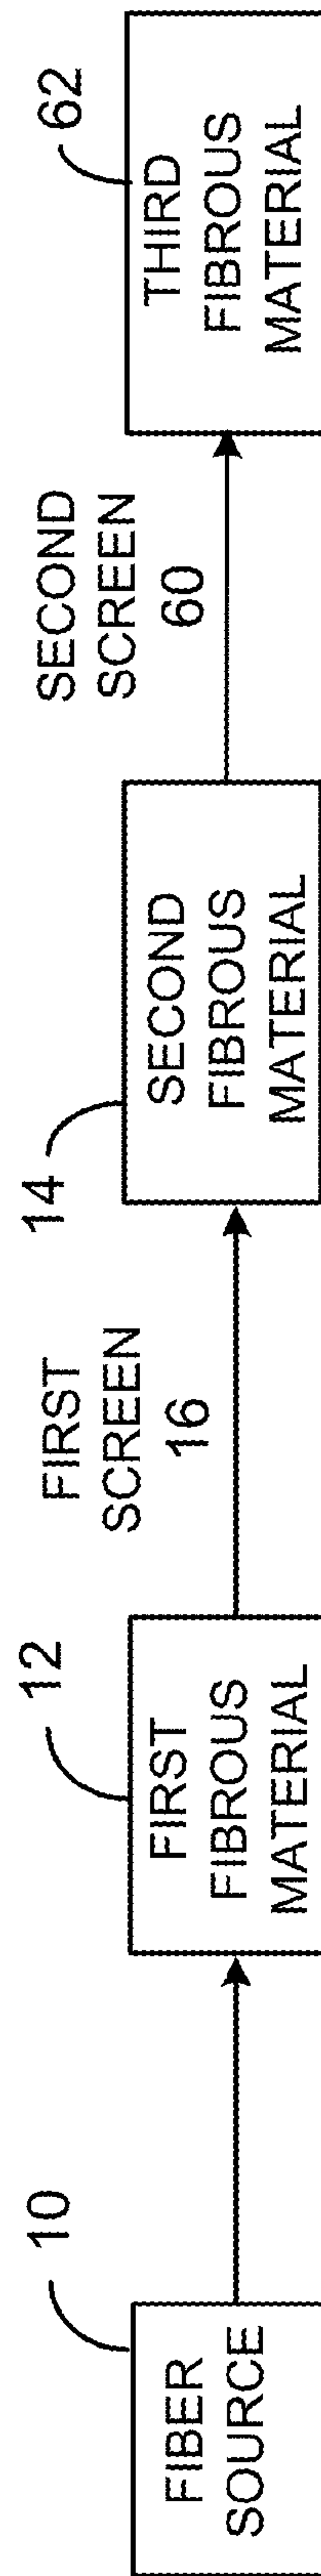 10
FIBER
SOURCE
12
FIRST
FIBROUS
MATERIAL
FIRST
SCREEN
16
14
SECOND
FIBROUS
MATERIAL
SECOND
SCREEN
60
62
THIRD
FIBROUS
MATERIAL